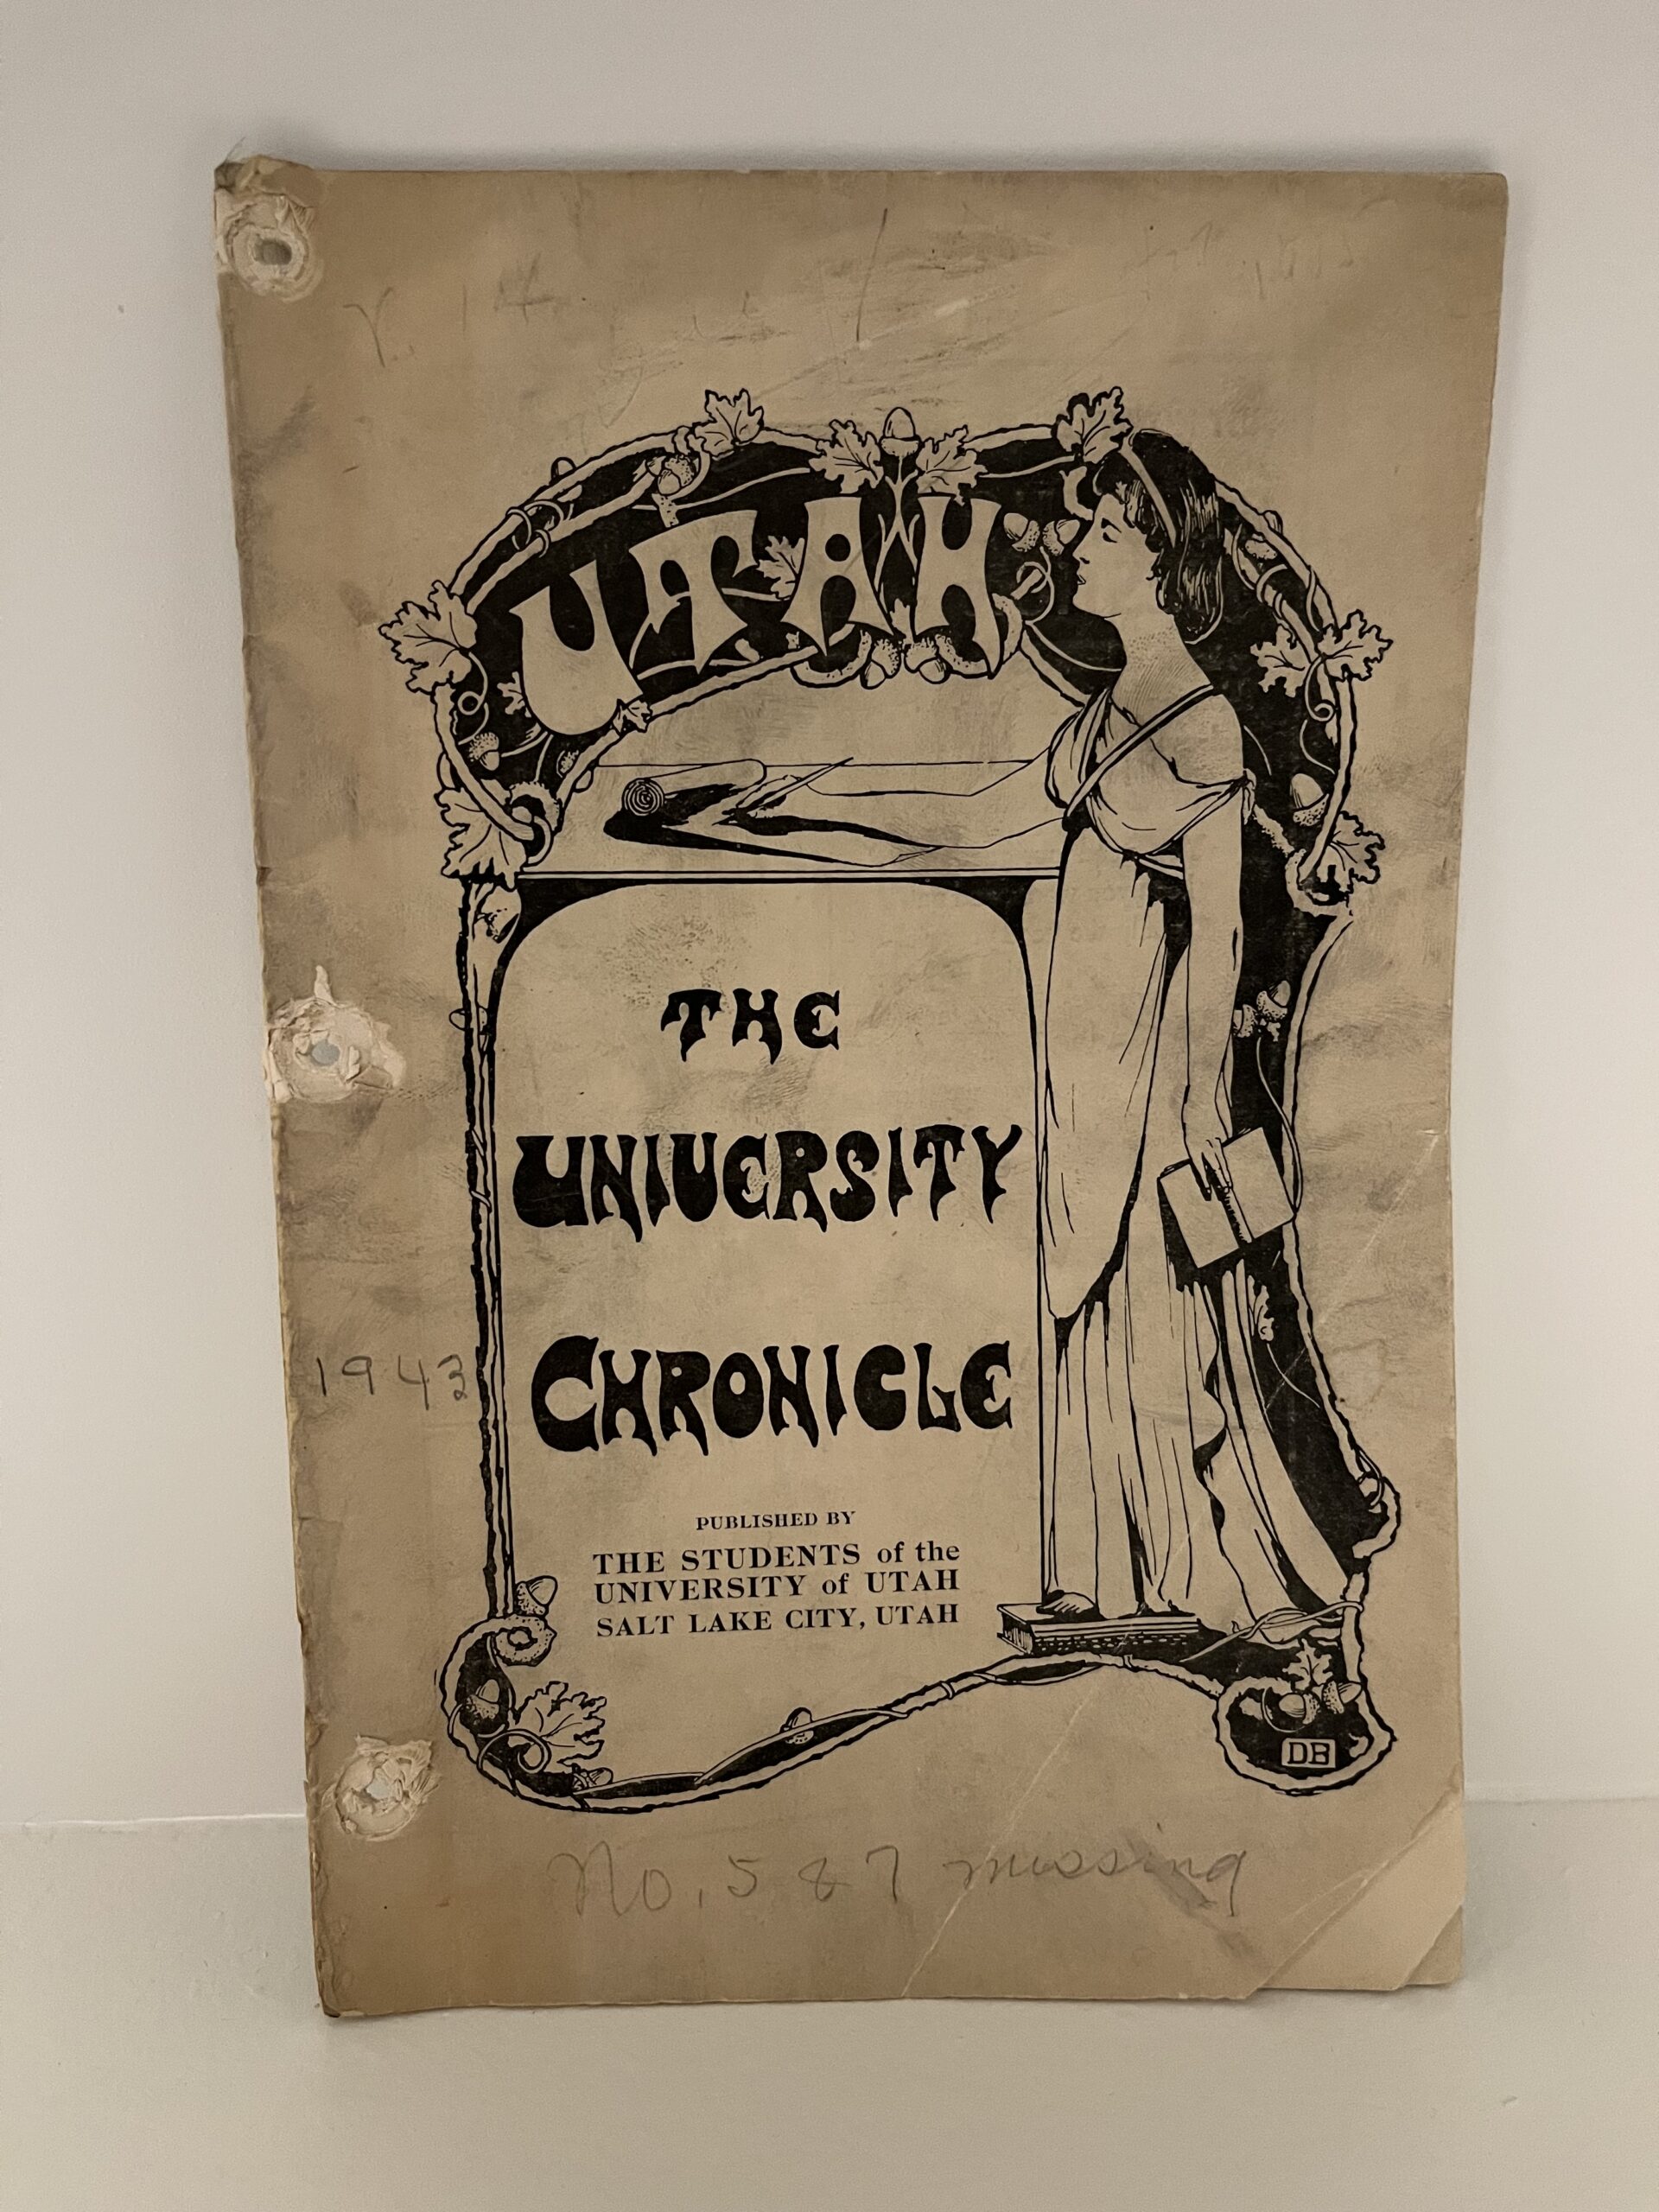 V. 14
UTAH
THE
UNIVERSITY
CHRONICLE
1943
PUBLISHED BY
THE STUDENTS of the
UNIVERSITY of UTAH
SALT LAKE CITY, UTAH
DB
No. 5 & 7 missing